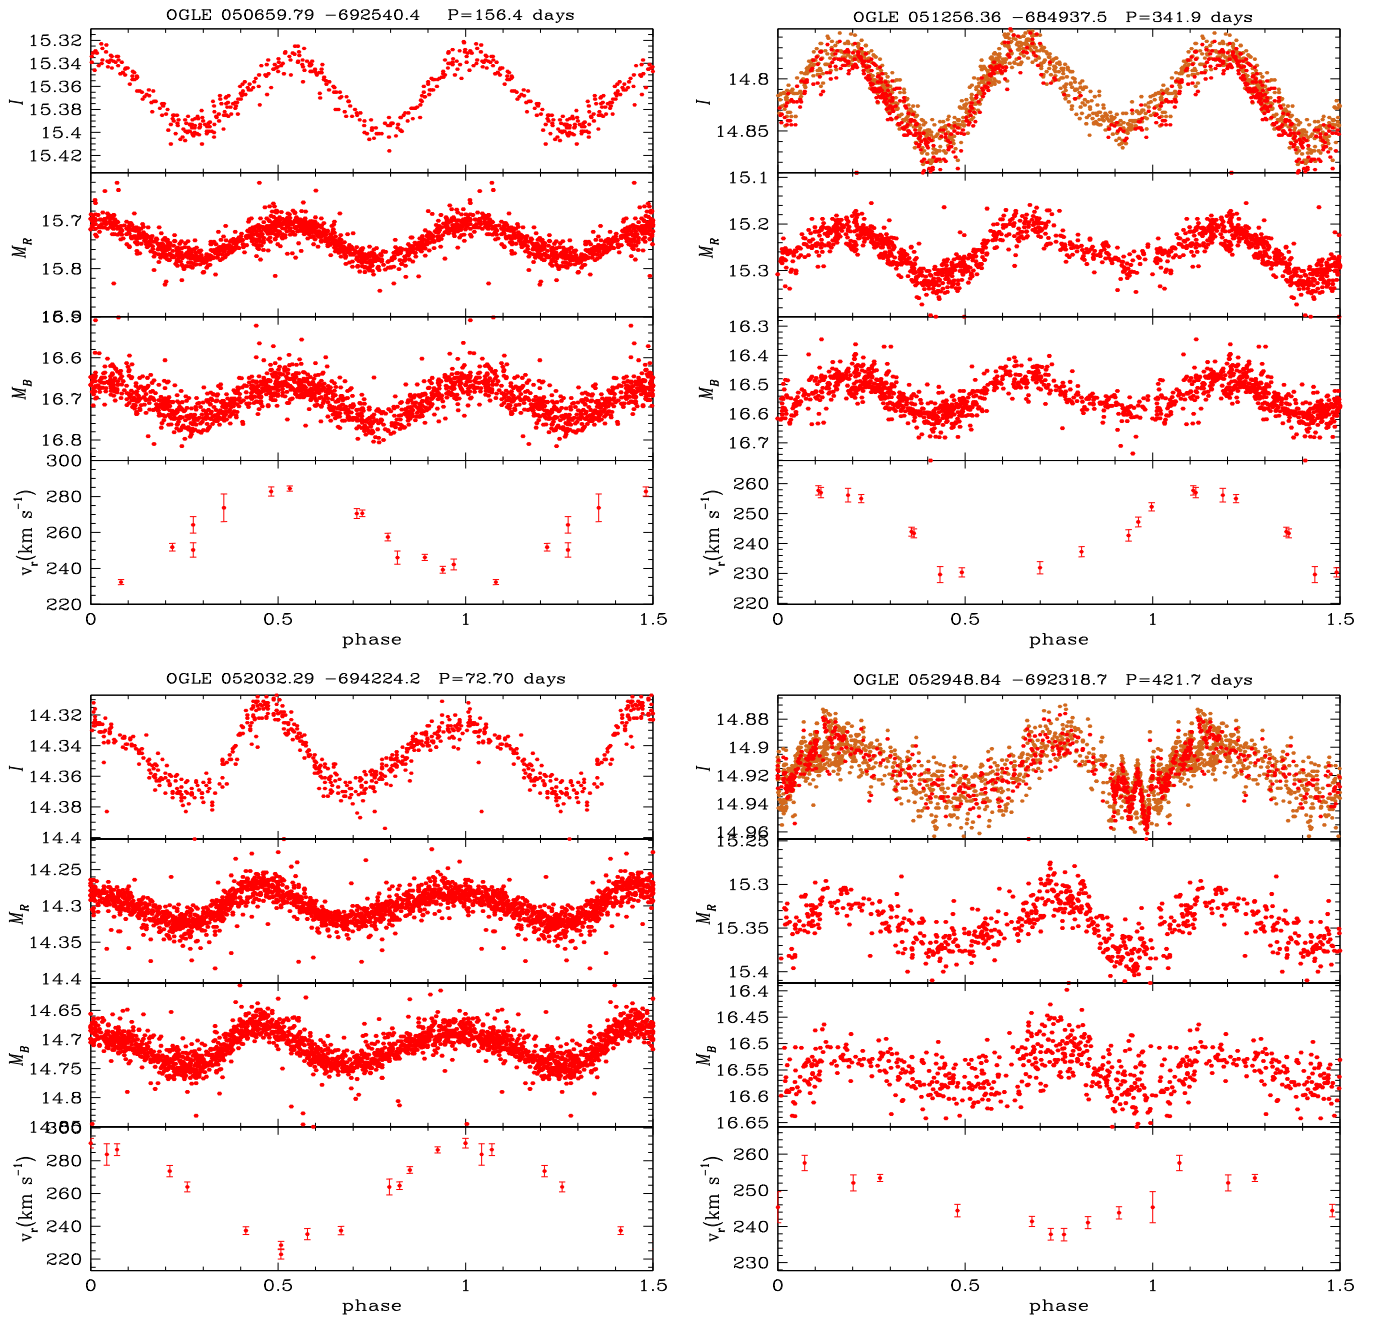 OGLE 050659.79 −692540.4 P=156.4 days
15.32
15.34
15.36
15.38
15.4
15.42
I
15.7
15.8
15.9
M_R
16.6
16.7
16.8
M_B
300
280
260
240
220
v_r(km s⁻¹)
0 0.5 1 1.5
phase
OGLE 051256.36 −684937.5 P=341.9 days
14.8
14.85
I
15.1
15.2
15.3
M_R
16.3
16.4
16.5
16.6
16.7
M_B
260
250
240
230
220
v_r(km s⁻¹)
0 0.5 1 1.5
phase
OGLE 052032.29 −694224.2 P=72.70 days
14.32
14.34
14.36
14.38
14.4
I
14.25
14.3
14.35
14.4
M_R
14.65
14.7
14.75
14.8
14.85
M_B
300
280
260
240
220
v_r(km s⁻¹)
0 0.5 1 1.5
phase
OGLE 052948.84 −692318.7 P=421.7 days
14.88
14.9
14.92
14.94
14.96
I
15.25
15.3
15.35
15.4
M_R
16.4
16.45
16.5
16.55
16.6
16.65
M_B
260
250
240
230
v_r(km s⁻¹)
0 0.5 1 1.5
phase